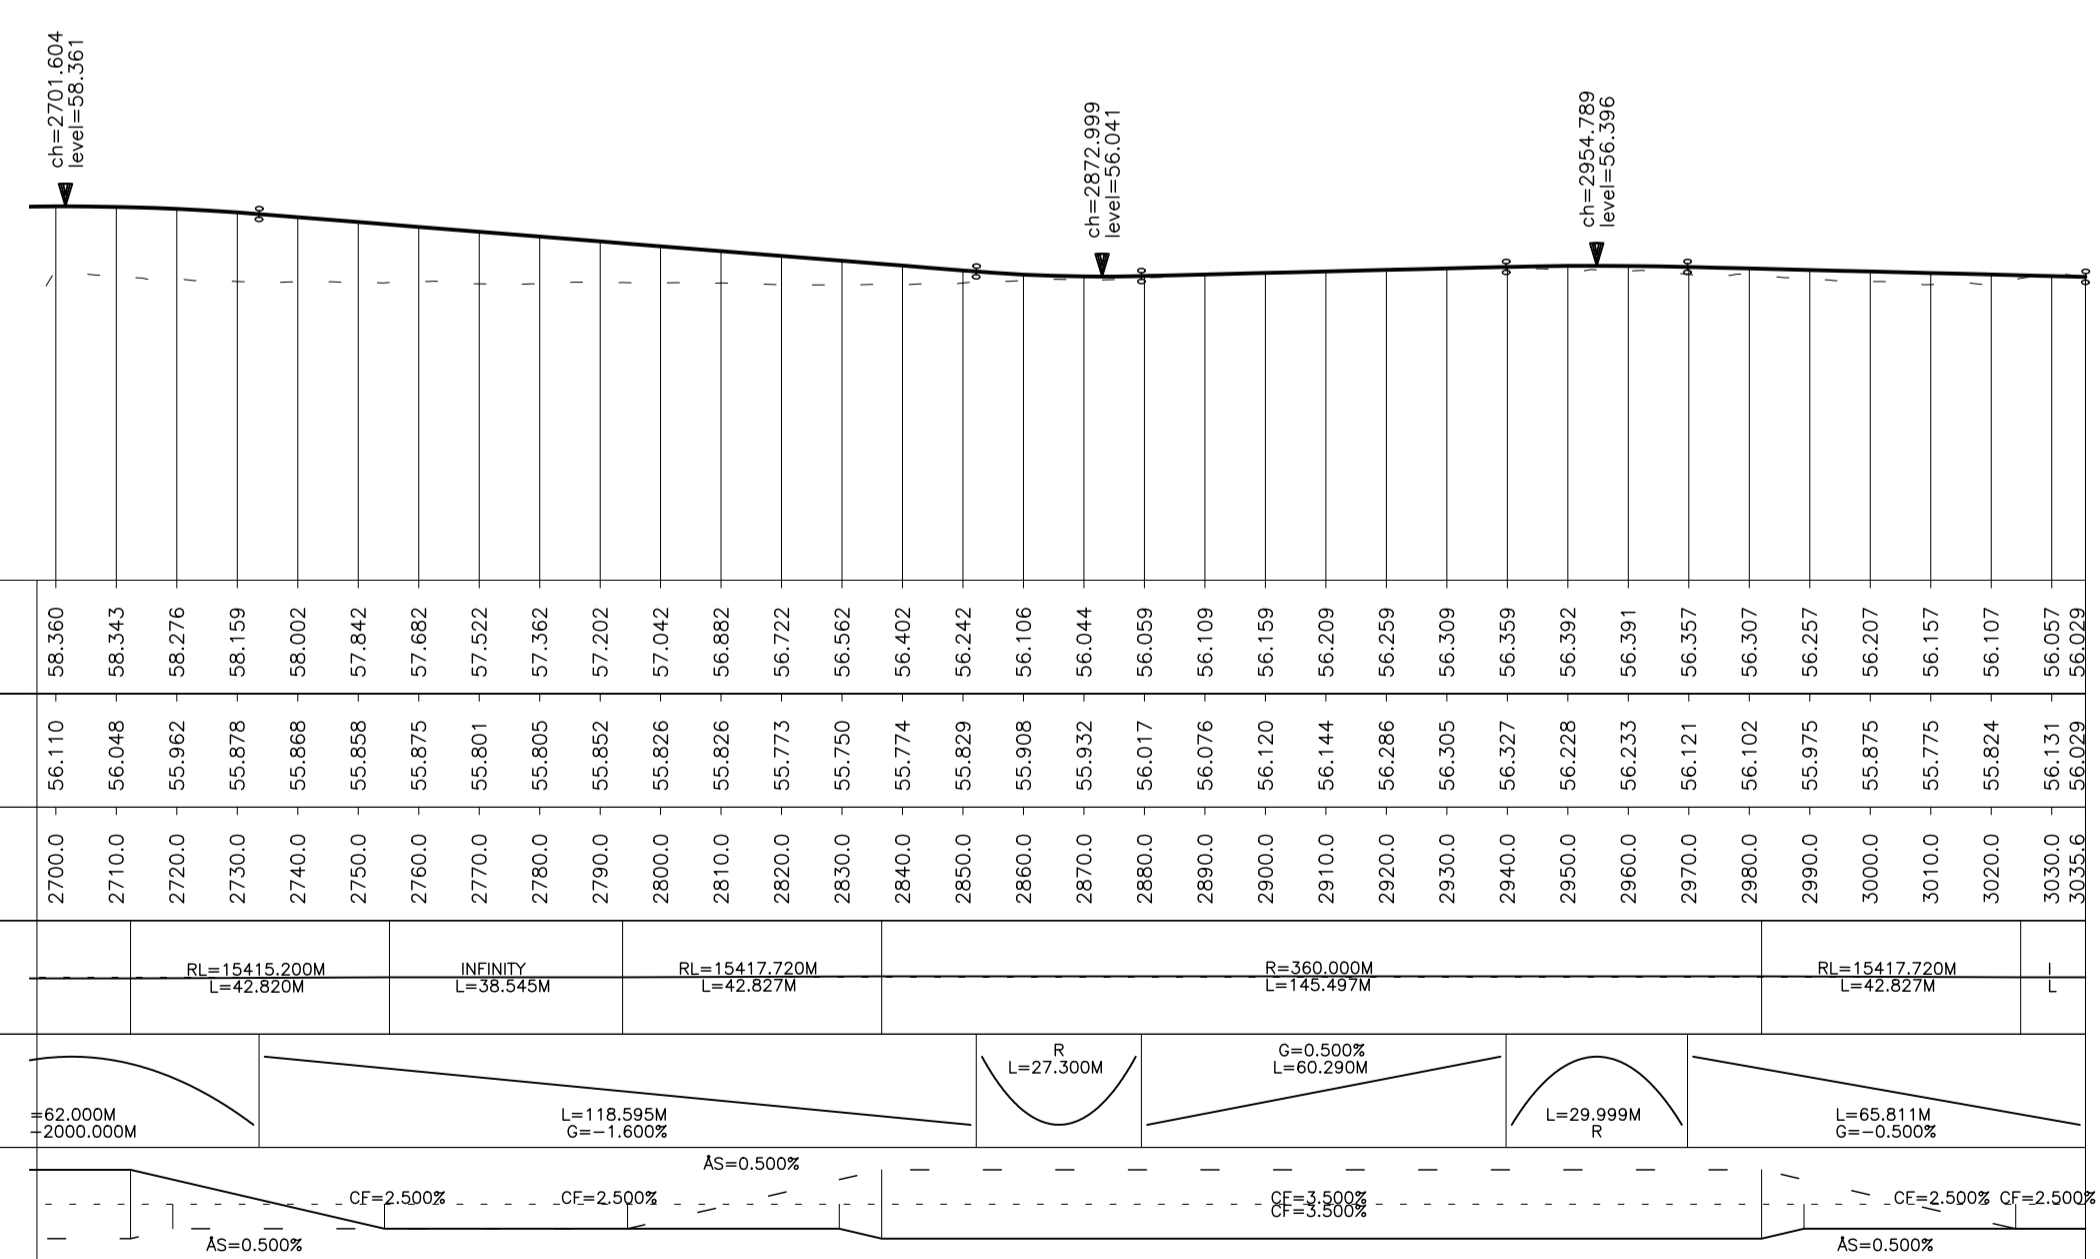 ch=2701.604
level=58.361
ch=2872.999
level=56.041
ch=2954.789
level=56.396
58.360 58.343 58.276 58.159 58.002 57.842 57.682 57.522 57.362 57.202 57.042 56.882 56.722 56.562 56.402 56.242 56.106 56.044 56.059 56.109 56.159 56.209 56.259 56.309 56.359 56.392 56.391 56.357 56.307 56.257 56.207 56.157 56.107 56.057 56.029
56.110 56.048 55.962 55.878 55.868 55.858 55.875 55.801 55.805 55.852 55.826 55.826 55.773 55.750 55.774 55.829 55.908 55.932 56.017 56.076 56.120 56.144 56.286 56.305 56.327 56.228 56.233 56.121 56.102 55.975 55.875 55.775 55.824 56.131 56.029
2700.0 2710.0 2720.0 2730.0 2740.0 2750.0 2760.0 2770.0 2780.0 2790.0 2800.0 2810.0 2820.0 2830.0 2840.0 2850.0 2860.0 2870.0 2880.0 2890.0 2900.0 2910.0 2920.0 2930.0 2940.0 2950.0 2960.0 2970.0 2980.0 2990.0 3000.0 3010.0 3020.0 3030.0 3035.6
RL=15415.200M INFINITY RL=15417.720M R=360.000M RL=15417.720M I
L=42.820M L=38.545M L=42.827M L=145.497M L=42.827M L
=62.000M
-2000.000M
L=118.595M
G=-1.600%
R
L=27.300M
G=0.500%
L=60.290M
L=29.999M
R
L=65.811M
G=-0.500%
ÅS=0.500%
CF=2.500% CF=2.500% CF=3.500% CF=2.500% CF=2.500%
CF=3.500%
ÅS=0.500% ÅS=0.500%